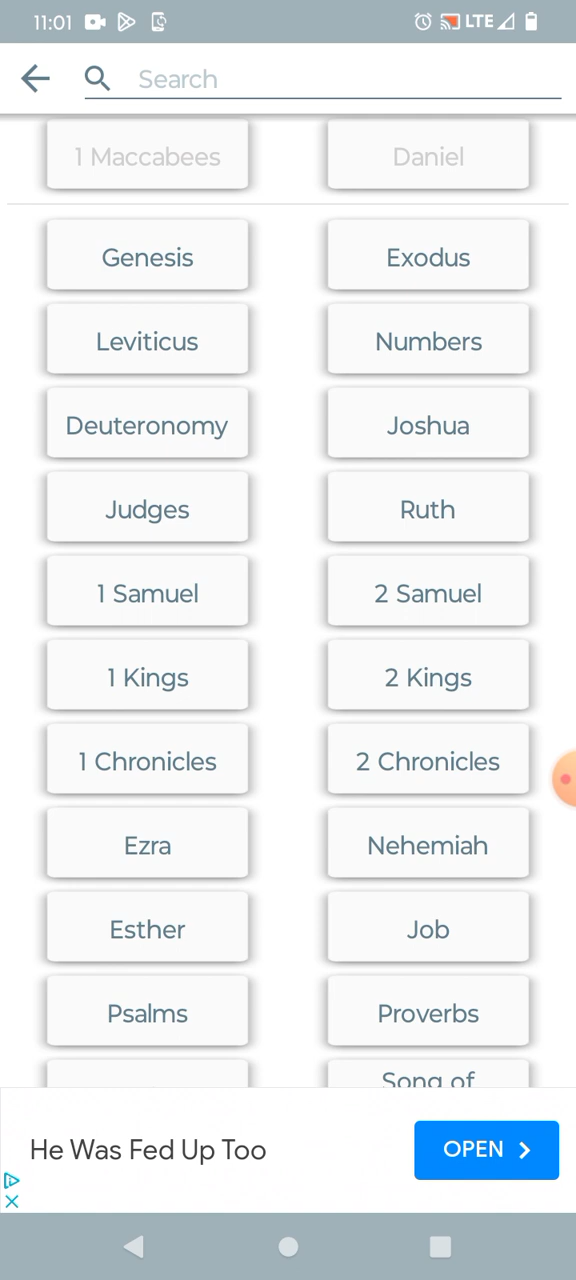 11:01
LTE
Search
1 Maccabees
Daniel
Genesis
Exodus
Leviticus
Numbers
Deuteronomy
Joshua
Judges
Ruth
1 Samuel
2 Samuel
1 Kings
2 Kings
1 Chronicles
2 Chronicles
Ezra
Nehemiah
Esther
Job
Psalms
Proverbs
Song of
He Was Fed Up Too
OPEN